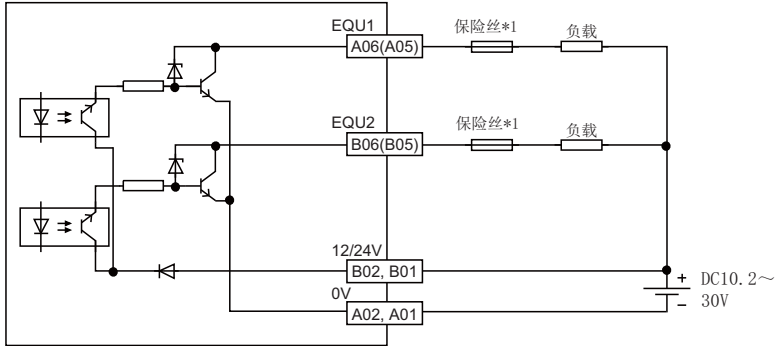 EQU1
A06(A05)
保险丝*1
负载
EQU2
B06(B05)
保险丝*1
负载
12/24V
B02, B01
+
DC10.2～
30V
−
0V
A02, A01